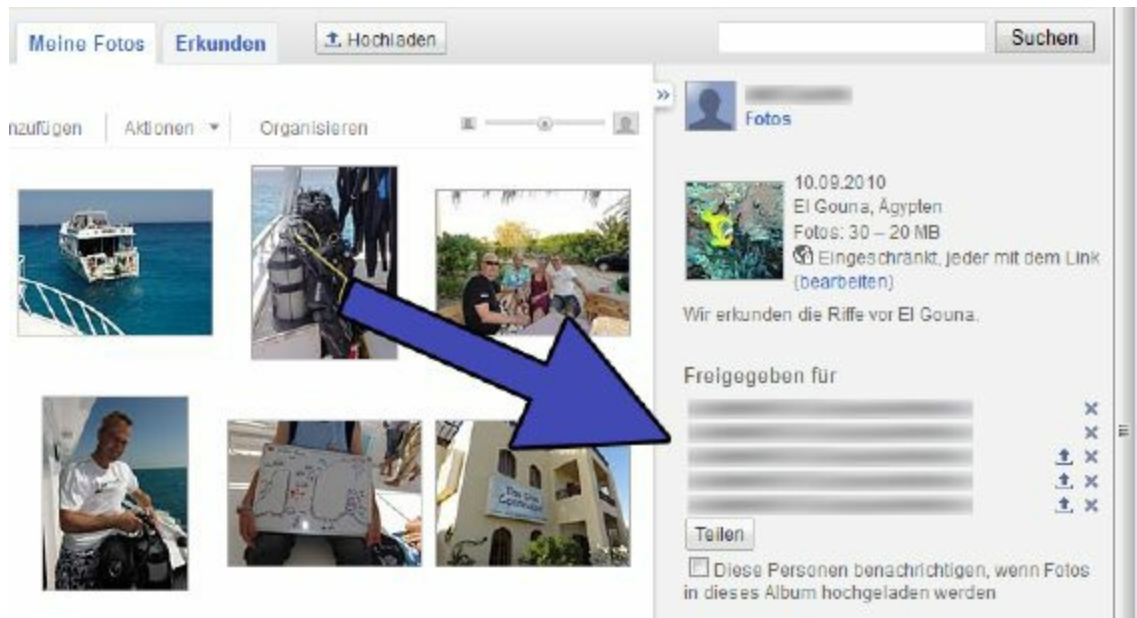 Meine Fotos Erkunden Hochladen Suchen
nzufügen Aktionen Organisieren
Fotos
10.09.2010
El Gouna, Ägypten
Fotos: 30 – 20 MB
Eingeschränkt, jeder mit dem Link
(bearbeiten)
Wir erkunden die Riffe vor El Gouna.
Freigegeben für
Teilen
Diese Personen benachrichtigen, wenn Fotos
in dieses Album hochgeladen werden